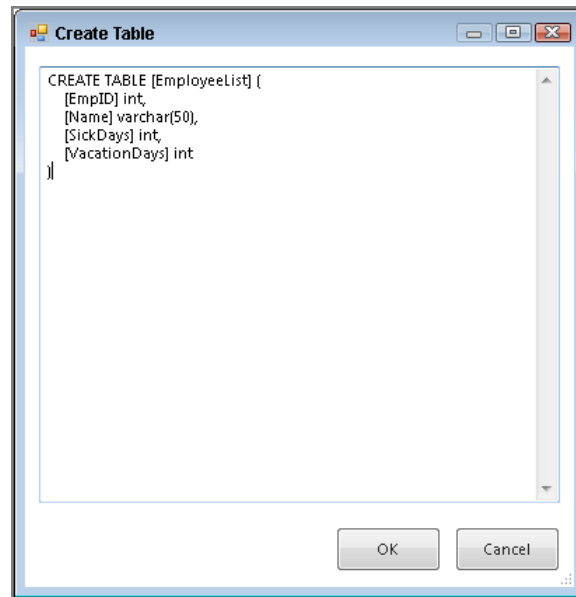 Create Table
CREATE TABLE [EmployeeList] (
    [EmpID] int,
    [Name] varchar(50),
    [SickDays] int,
    [VacationDays] int
)
OK
Cancel